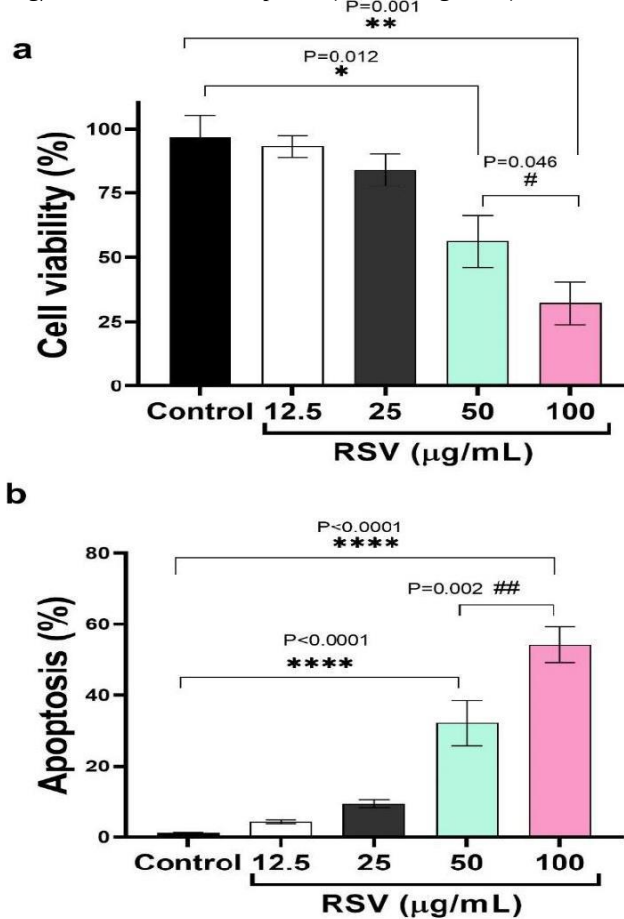 P=0.001
**
a
P=0.012
*
P=0.046
#
Cell viability (%)
100
75
50
25
0
Control 12.5 25 50 100
RSV (μg/mL)
b
P<0.0001
****
P=0.002 ##
P<0.0001
****
Apoptosis (%)
80
60
40
20
0
Control 12.5 25 50 100
RSV (μg/mL)